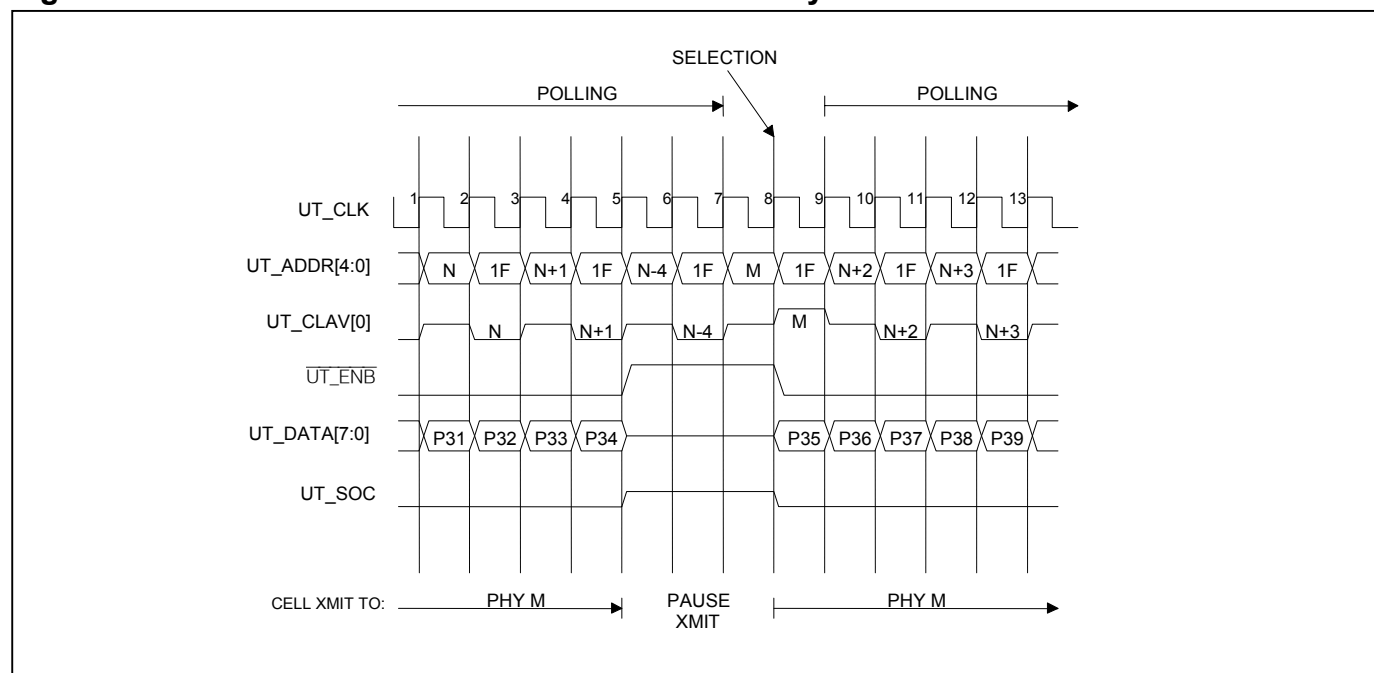 SELECTION
POLLING POLLING
1 2 3 4 5 6 7 8 9 10 11 12 13
UT_CLK
UT_ADDR[4:0] N 1F N+1 1F N-4 1F M 1F N+2 1F N+3 1F
UT_CLAV[0] N N+1 N-4 M N+2 N+3
UT_ENB
UT_DATA[7:0] P31 P32 P33 P34 P35 P36 P37 P38 P39
UT_SOC
CELL XMIT TO: PHY M PAUSE PHY M
XMIT